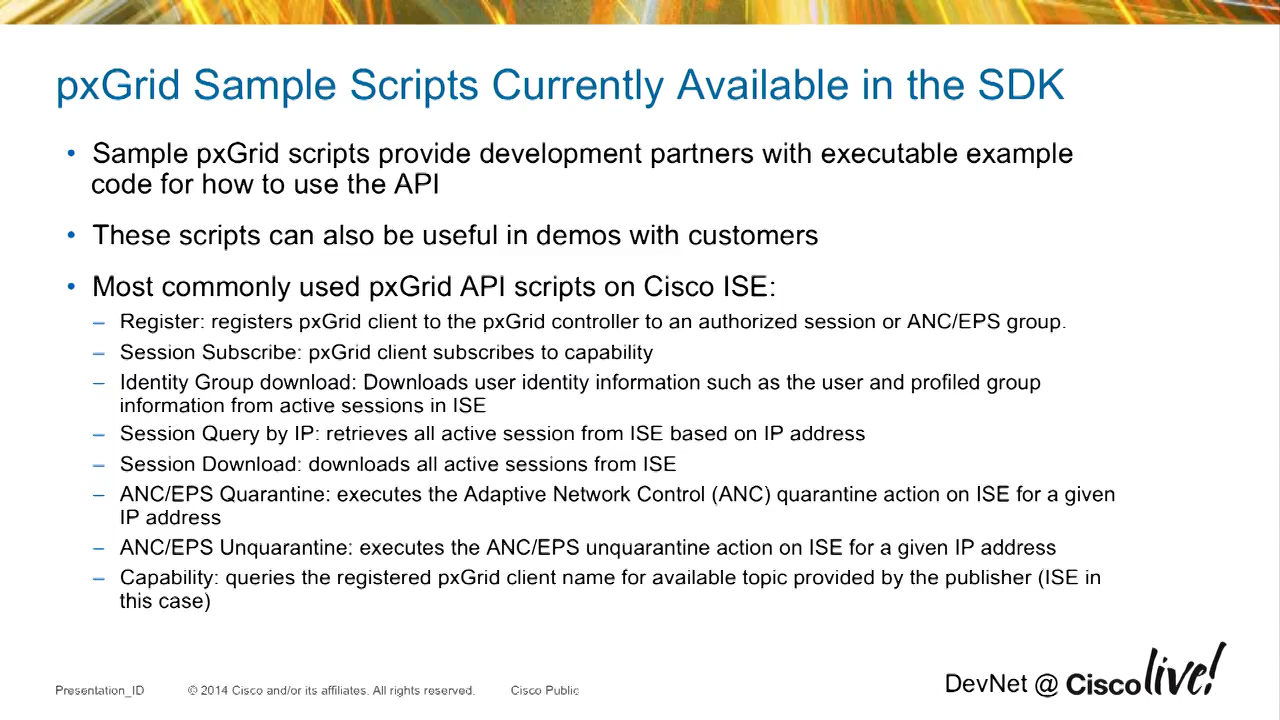 pxGrid Sample Scripts Currently Available in the SDK
• Sample pxGrid scripts provide development partners with executable example
code for how to use the API
• These scripts can also be useful in demos with customers
• Most commonly used pxGrid API scripts on Cisco ISE:
– Register: registers pxGrid client to the pxGrid controller to an authorized session or ANC/EPS group.
– Session Subscribe: pxGrid client subscribes to capability
– Identity Group download: Downloads user identity information such as the user and profiled group
information from active sessions in ISE
– Session Query by IP: retrieves all active session from ISE based on IP address
– Session Download: downloads all active sessions from ISE
– ANC/EPS Quarantine: executes the Adaptive Network Control (ANC) quarantine action on ISE for a given
IP address
– ANC/EPS Unquarantine: executes the ANC/EPS unquarantine action on ISE for a given IP address
– Capability: queries the registered pxGrid client name for available topic provided by the publisher (ISE in
this case)
Presentation_ID © 2014 Cisco and/or its affiliates. All rights reserved. Cisco Public
DevNet @ Cisco live!